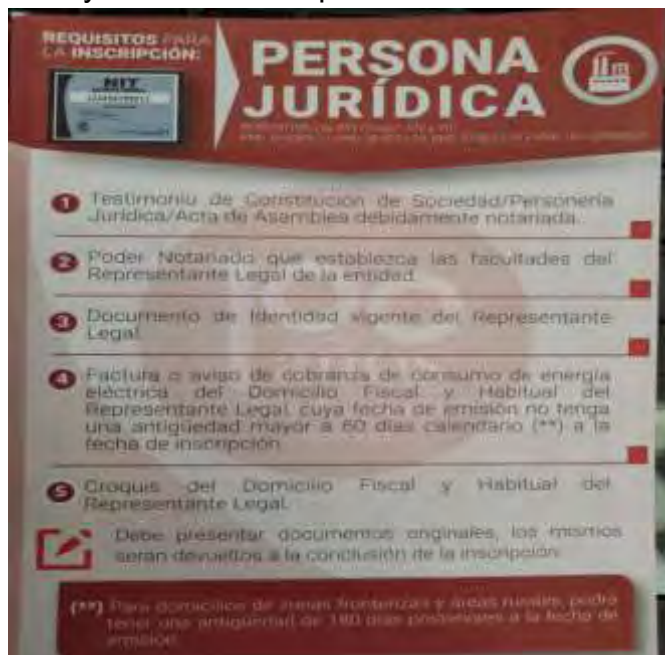 REQUISITOS PARA
LA INSCRIPCIÓN:
NIT
PERSONA
JURÍDICA
1 Testimonio de Constitución de Sociedad/Personería
Jurídica/Acta de Asamblea debidamente notariada.
2 Poder Notariado que establezca las facultades del
Representante Legal de la entidad.
3 Documento de Identidad vigente del Representante
Legal.
4 Factura o aviso de cobranza de consumo de energía
eléctrica del Domicilio Fiscal y Habitual del
Representante Legal, cuya fecha de emisión no tenga
una antigüedad mayor a 60 días calendario (**) a la
fecha de inscripción.
5 Croquis del Domicilio Fiscal y Habitual del
Representante Legal.
Debe presentar documentos originales, los mismos
serán devueltos a la conclusión de la inscripción.
(**) Para domicilios de zonas fronterizas y áreas rurales, podrá
tener una antigüedad de 180 días posteriores a la fecha de
emisión.